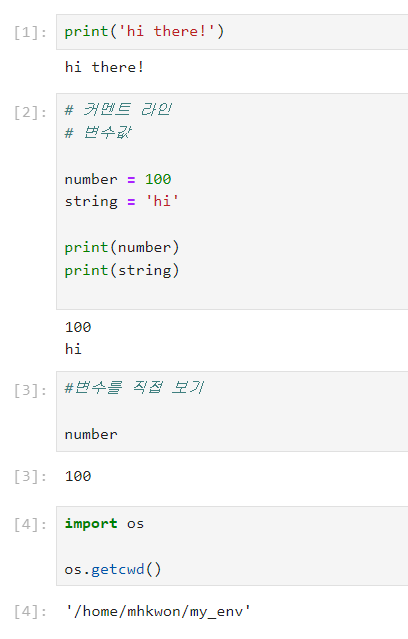 [1]: print('hi there!')
hi there!
[2]: # 커멘트 라인
# 변수값
number = 100
string = 'hi'
print(number)
print(string)
100
hi
[3]: #변수를 직접 보기
number
[3]: 100
[4]: import os
os.getcwd()
[4]: '/home/mhkwon/my_env'